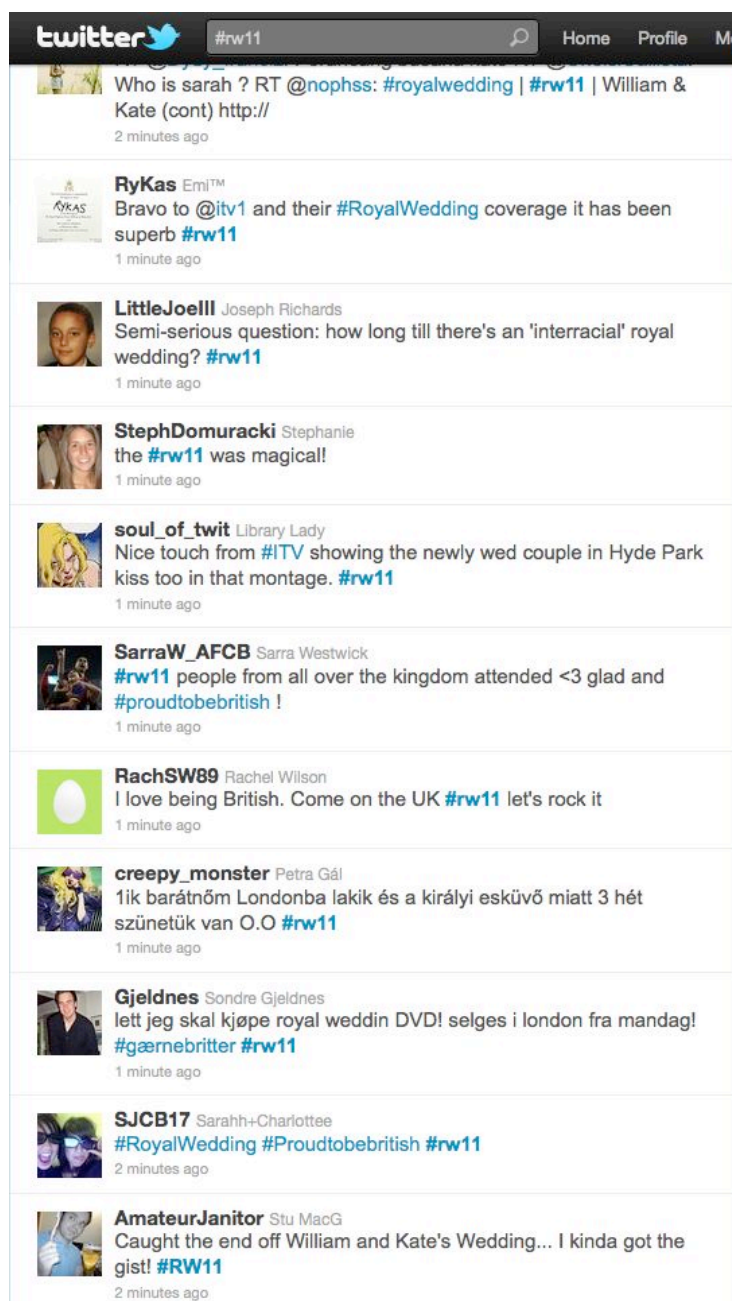 twitter
#rw11
Home Profile
Who is sarah ? RT @nophss: #royalwedding | #rw11 | William &
Kate (cont) http://
2 minutes ago
RYKAS
RyKas Emi™
Bravo to @itv1 and their #RoyalWedding coverage it has been
superb #rw11
1 minute ago
LittleJoeIII Joseph Richards
Semi-serious question: how long till there's an 'interracial' royal
wedding? #rw11
1 minute ago
StephDomuracki Stephanie
the #rw11 was magical!
1 minute ago
soul_of_twit Library Lady
Nice touch from #ITV showing the newly wed couple in Hyde Park
kiss too in that montage. #rw11
1 minute ago
SarraW_AFCB Sarra Westwick
#rw11 people from all over the kingdom attended <3 glad and
#proudtobebritish !
1 minute ago
RachSW89 Rachel Wilson
I love being British. Come on the UK #rw11 let's rock it
1 minute ago
creepy_monster Petra Gál
1ik barátnőm Londonba lakik és a királyi esküvő miatt 3 hét
szünetük van O.O #rw11
1 minute ago
Gjeldnes Sondre Gjeldnes
lett jeg skal kjøpe royal weddin DVD! selges i london fra mandag!
#gærnebritter #rw11
1 minute ago
SJCB17 Sarahh+Charlottee
#RoyalWedding #Proudtobebritish #rw11
2 minutes ago
AmateurJanitor Stu MacG
Caught the end off William and Kate's Wedding... I kinda got the
gist! #RW11
2 minutes ago